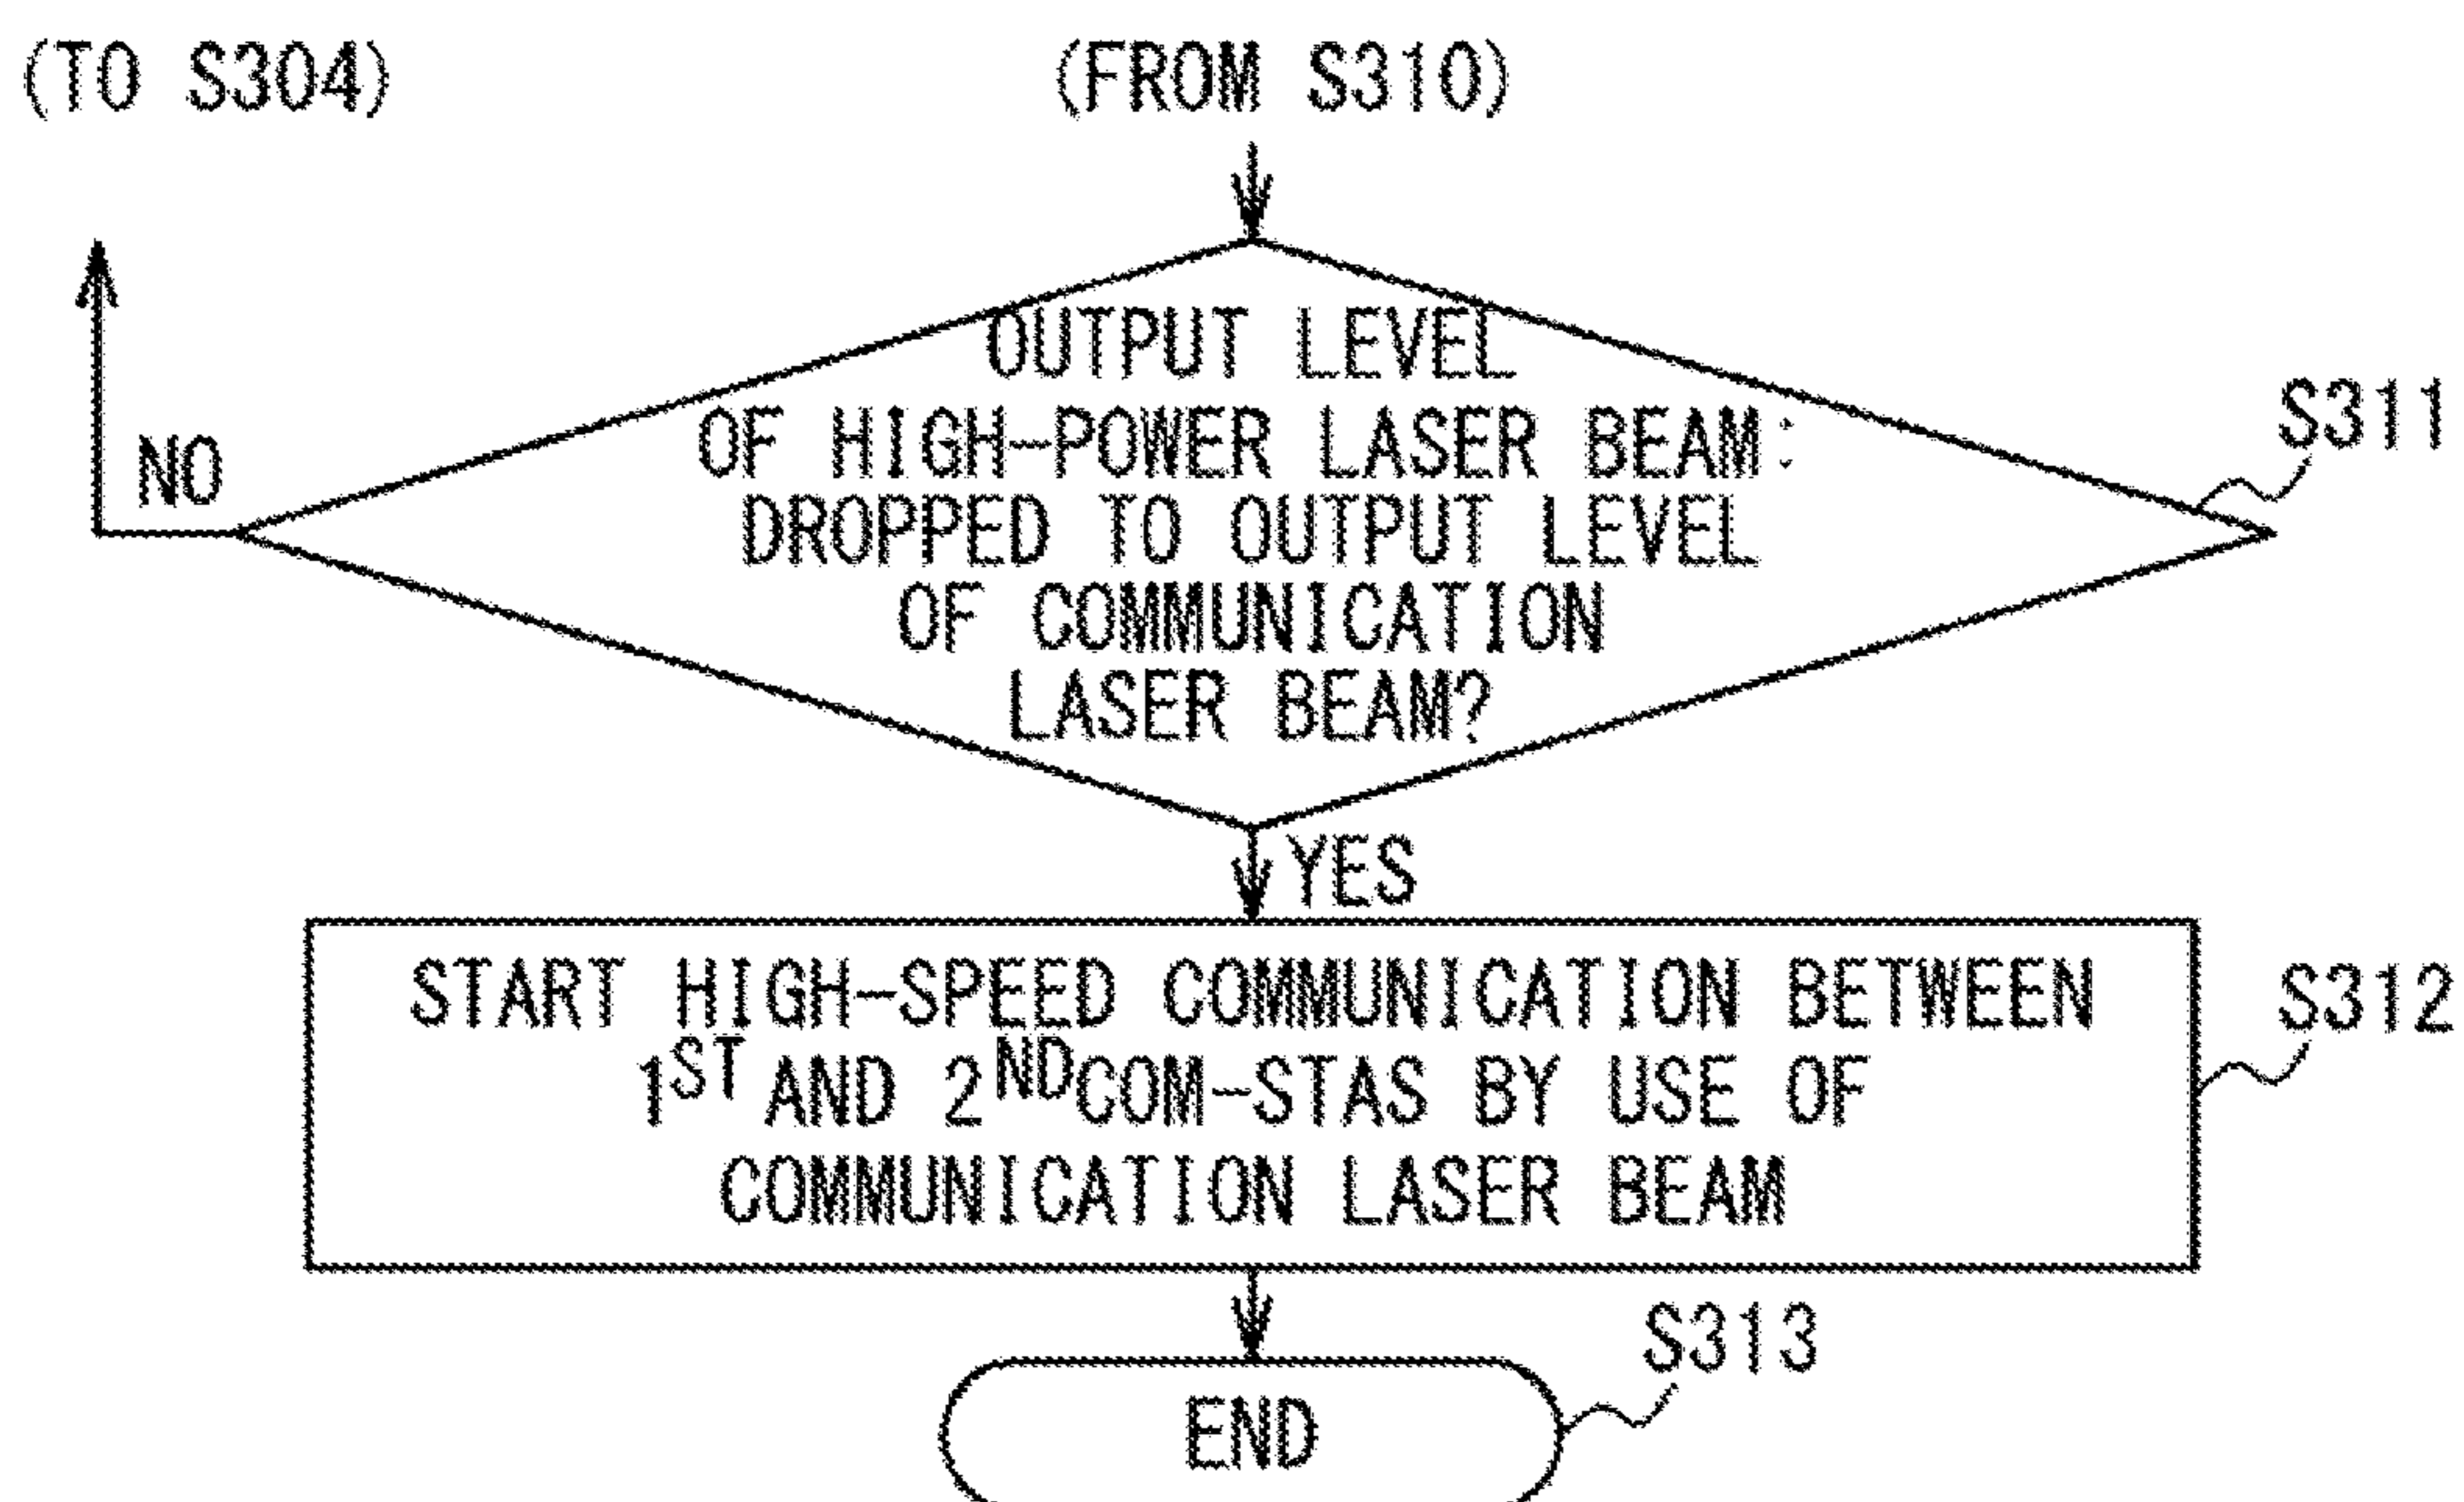 (TO S304)
(FROM S310)
OUTPUT LEVEL
OF HIGH-POWER LASER BEAM:
DROPPED TO OUTPUT LEVEL
OF COMMUNICATION
LASER BEAM?
S311
NO
YES
START HIGH-SPEED COMMUNICATION BETWEEN
1ST AND 2ND COM-STAS BY USE OF
COMMUNICATION LASER BEAM
S312
END
S313